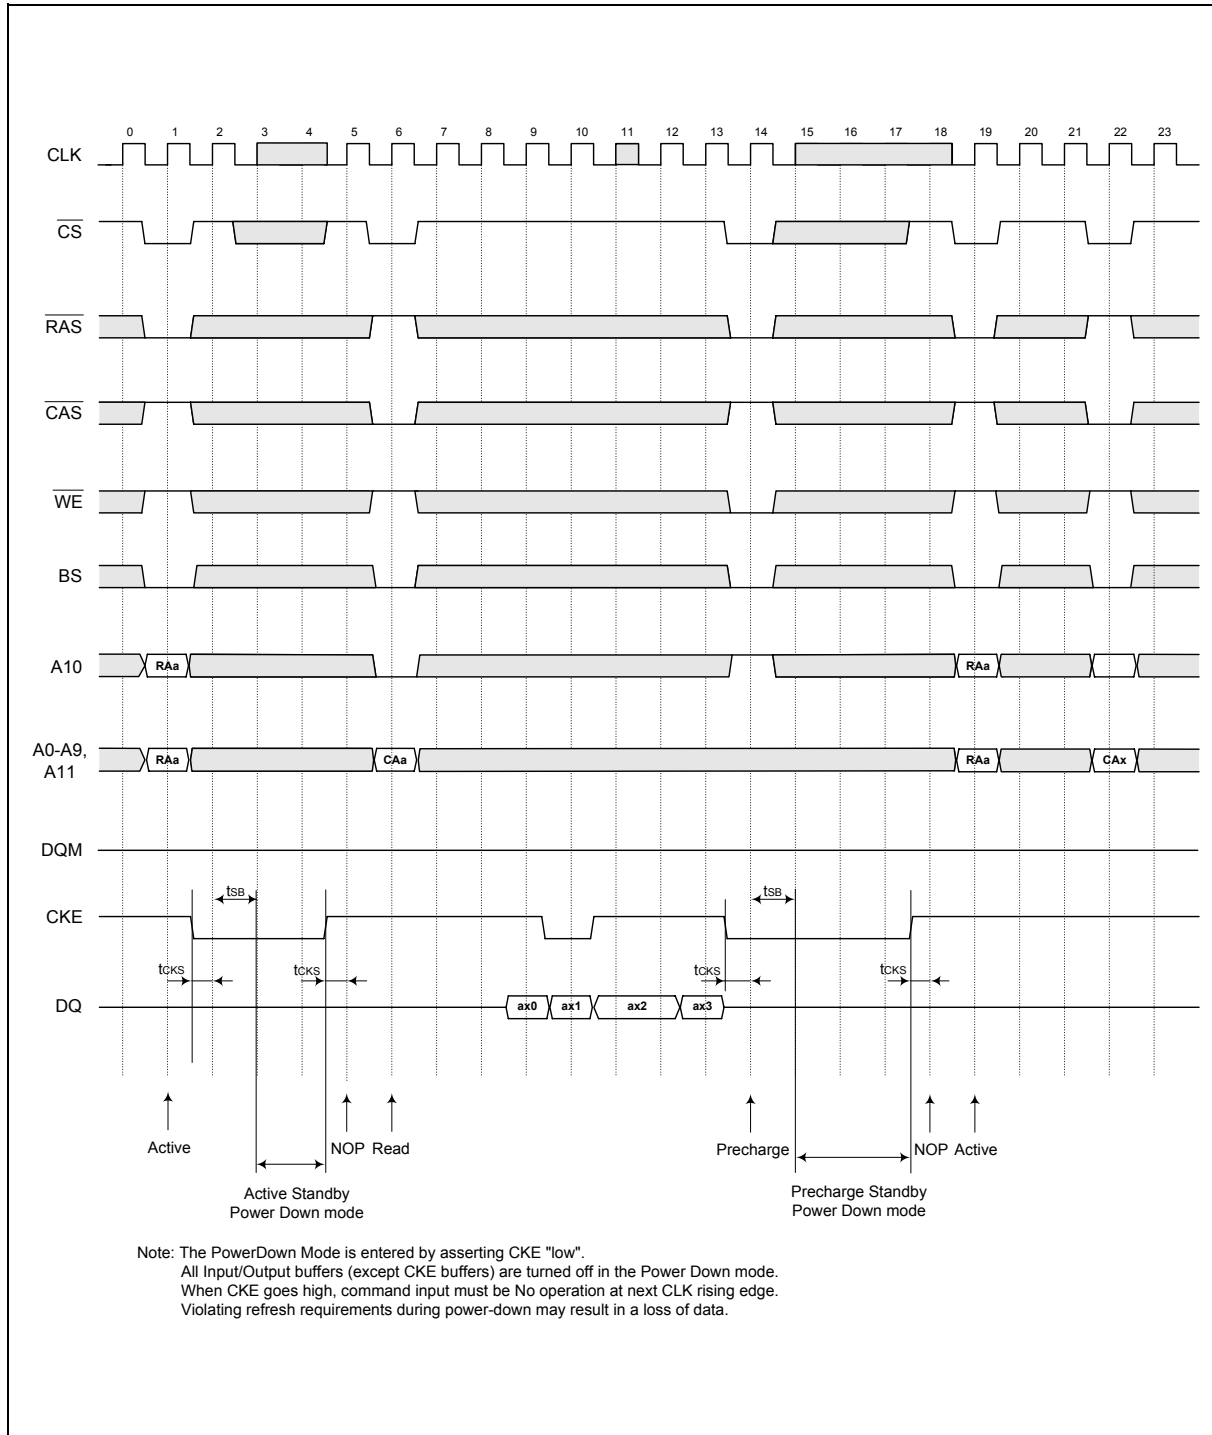 0 1 2 3 4 5 6 7 8 9 10 11 12 13 14 15 16 17 18 19 20 21 22 23
CLK
CS
RAS
CAS
WE
BS
A10 RAa RAa
A0-A9,
A11 RAa CAa RAa CAx
DQM
tSB tSB
CKE
tCKS tCKS tCKS tCKS
DQ ax0 ax1 ax2 ax3
Active NOP Read Precharge NOP Active
Active Standby
Power Down mode
Precharge Standby
Power Down mode
Note: The PowerDown Mode is entered by asserting CKE "low".
All Input/Output buffers (except CKE buffers) are turned off in the Power Down mode.
When CKE goes high, command input must be No operation at next CLK rising edge.
Violating refresh requirements during power-down may result in a loss of data.